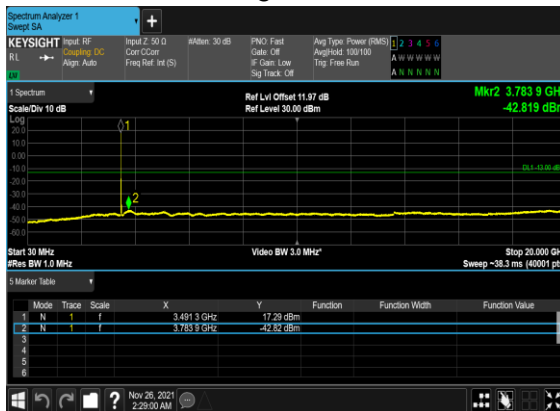 Spectrum Analyzer 1
Swept SA
+
KEYSIGHT Input: RF Input Z: 50 Ω #Atten: 30 dB PNO: Fast Avg Type: Power (RMS) 1 2 3 4 5 6
RL Coupling: DC Corr CCorr Gate: Off Avg|Hold: 100/100 A W W W W W
Align: Auto Freq Ref: Int (S) IF Gain: Low Trig: Free Run
Sig Track: Off A N N N N N
1 Spectrum Ref Lvl Offset 11.97 dB Mkr2 3.783 9 GH
Scale/Div 10 dB Ref Level 30.00 dBm -42.819 dBm
Log
20.0 1
10.0
0.00
-10.0 DL1 -13.00 dB
-20.0
-30.0
-40.0 2
-50.0
-60.0
Start 30 MHz Video BW 3.0 MHz* Stop 20.000 GH
#Res BW 1.0 MHz Sweep ~38.3 ms (40001 pt
5 Marker Table
Mode Trace Scale X Y Function Function Width Function Value
1 N 1 f 3.491 3 GHz 17.29 dBm
2 N 1 f 3.783 9 GHz -42.82 dBm
3
4
5
6
? Nov 26, 2021
2:29:00 AM